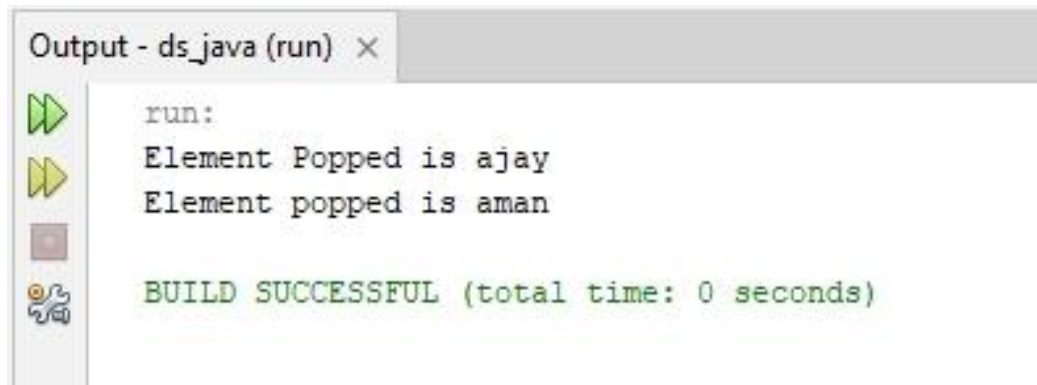 Output - ds_java (run) ×
run:
Element Popped is ajay
Element popped is aman
BUILD SUCCESSFUL (total time: 0 seconds)